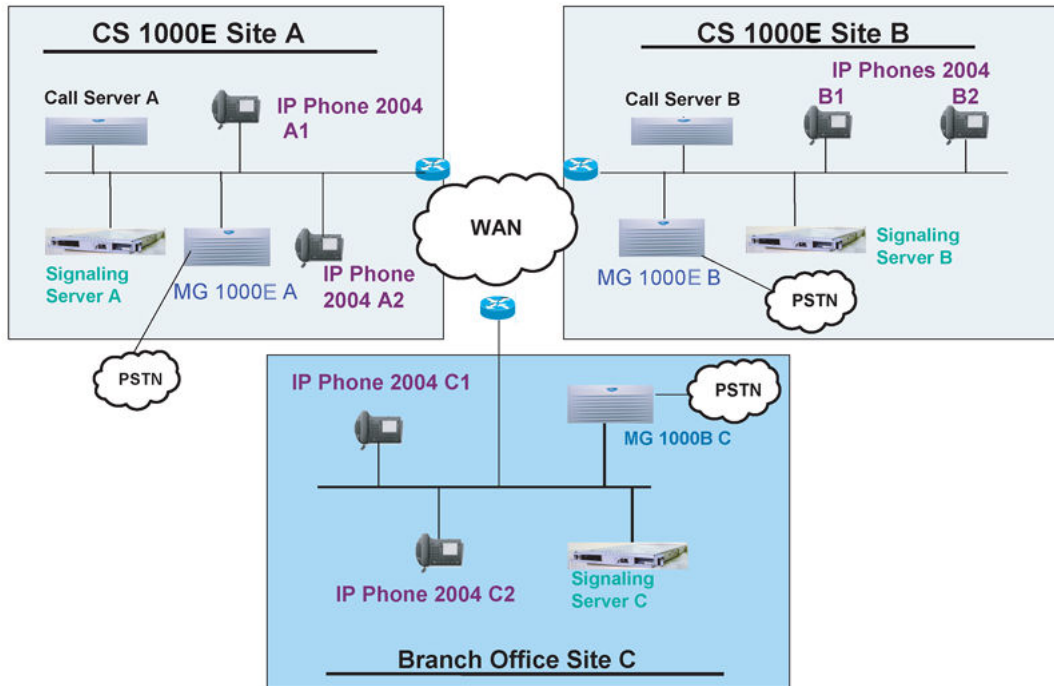 CS 1000E Site A
Call Server A
IP Phone 2004
A1
Signaling
Server A
MG 1000E A
IP Phone
2004 A2
PSTN
WAN
CS 1000E Site B
Call Server B
IP Phones 2004
B1
B2
MG 1000E B
Signaling
Server B
PSTN
IP Phone 2004 C1
PSTN
MG 1000B C
IP Phone 2004 C2
Signaling
Server C
Branch Office Site C